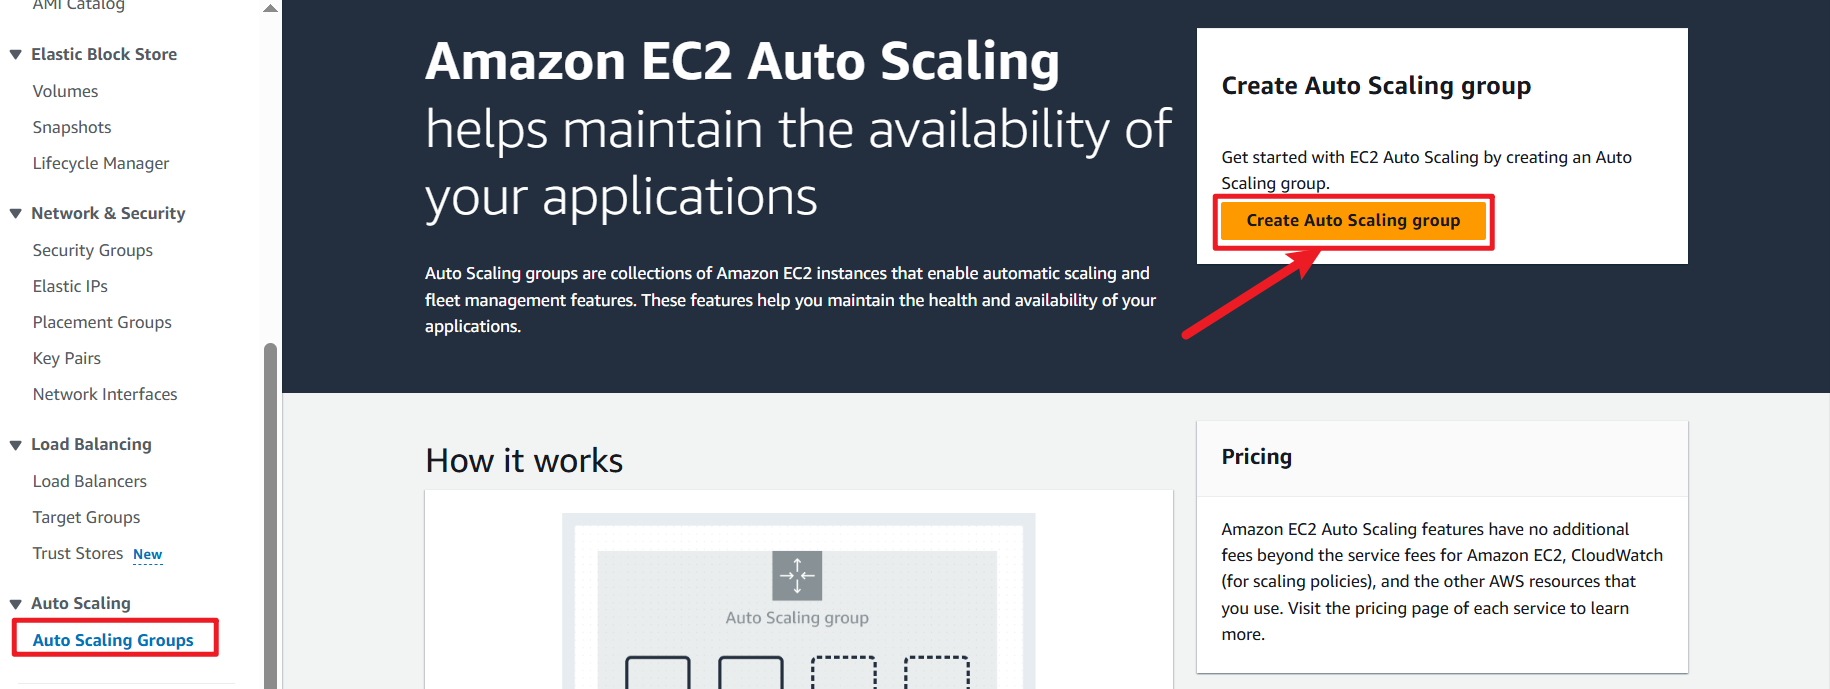 AMI Catalog
Elastic Block Store
Volumes
Snapshots
Lifecycle Manager
Network & Security
Security Groups
Elastic IPs
Placement Groups
Key Pairs
Network Interfaces
Load Balancing
Load Balancers
Target Groups
Trust Stores New
Auto Scaling
Auto Scaling Groups
Amazon EC2 Auto Scaling
helps maintain the availability of
your applications
Auto Scaling groups are collections of Amazon EC2 instances that enable automatic scaling and
fleet management features. These features help you maintain the health and availability of your
applications.
Create Auto Scaling group
Get started with EC2 Auto Scaling by creating an Auto
Scaling group.
Create Auto Scaling group
How it works
Auto Scaling group
Pricing
Amazon EC2 Auto Scaling features have no additional
fees beyond the service fees for Amazon EC2, CloudWatch
(for scaling policies), and the other AWS resources that
you use. Visit the pricing page of each service to learn
more.